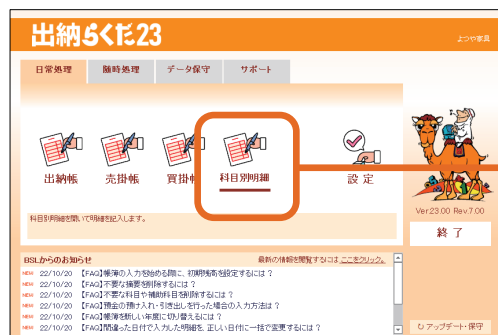 出納らくだ23
よつや家具
日常処理 随時処理 データ保守 サポート
出納帳 売掛帳 買掛帳 科目別明細 設定
科目別明細を開いて明細を記入します。
Ver.23.00 Rev.7.00
終了
BSLからのお知らせ 最新の情報を閲覧するにはここをクリック。
NEW 22/10/20 【FAQ】帳簿の入力を始める際に、初期残高を設定するには?
NEW 22/10/20 【FAQ】不要な摘要を削除するには?
NEW 22/10/20 【FAQ】不要な科目や補助科目を削除するには?
NEW 22/10/20 【FAQ】預金の預け入れ・引き出しを行った場合の入力方法は?
NEW 22/10/20 【FAQ】帳簿を新しい年度に切り替えるには?
NEW 22/10/20 【FAQ】間違った日付で入力した明細を、正しい日付に一括で変更するには?
アップデート・保守